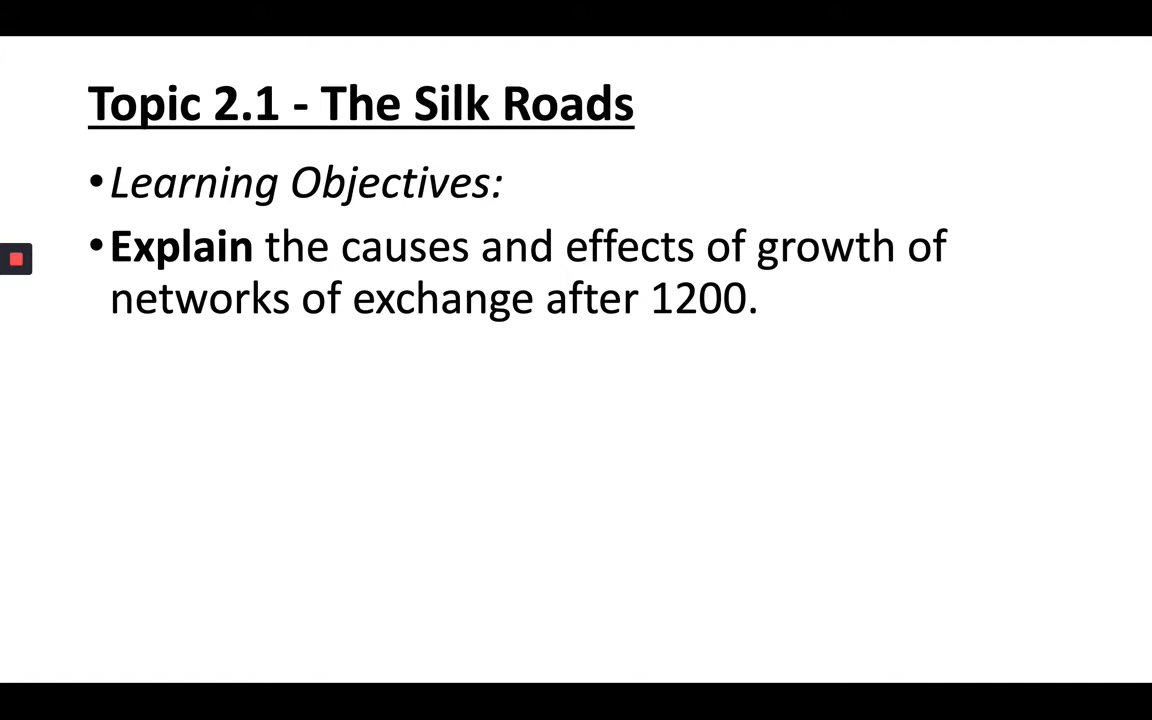 Topic 2.1 - The Silk Roads
•Learning Objectives:
•Explain the causes and effects of growth of
networks of exchange after 1200.